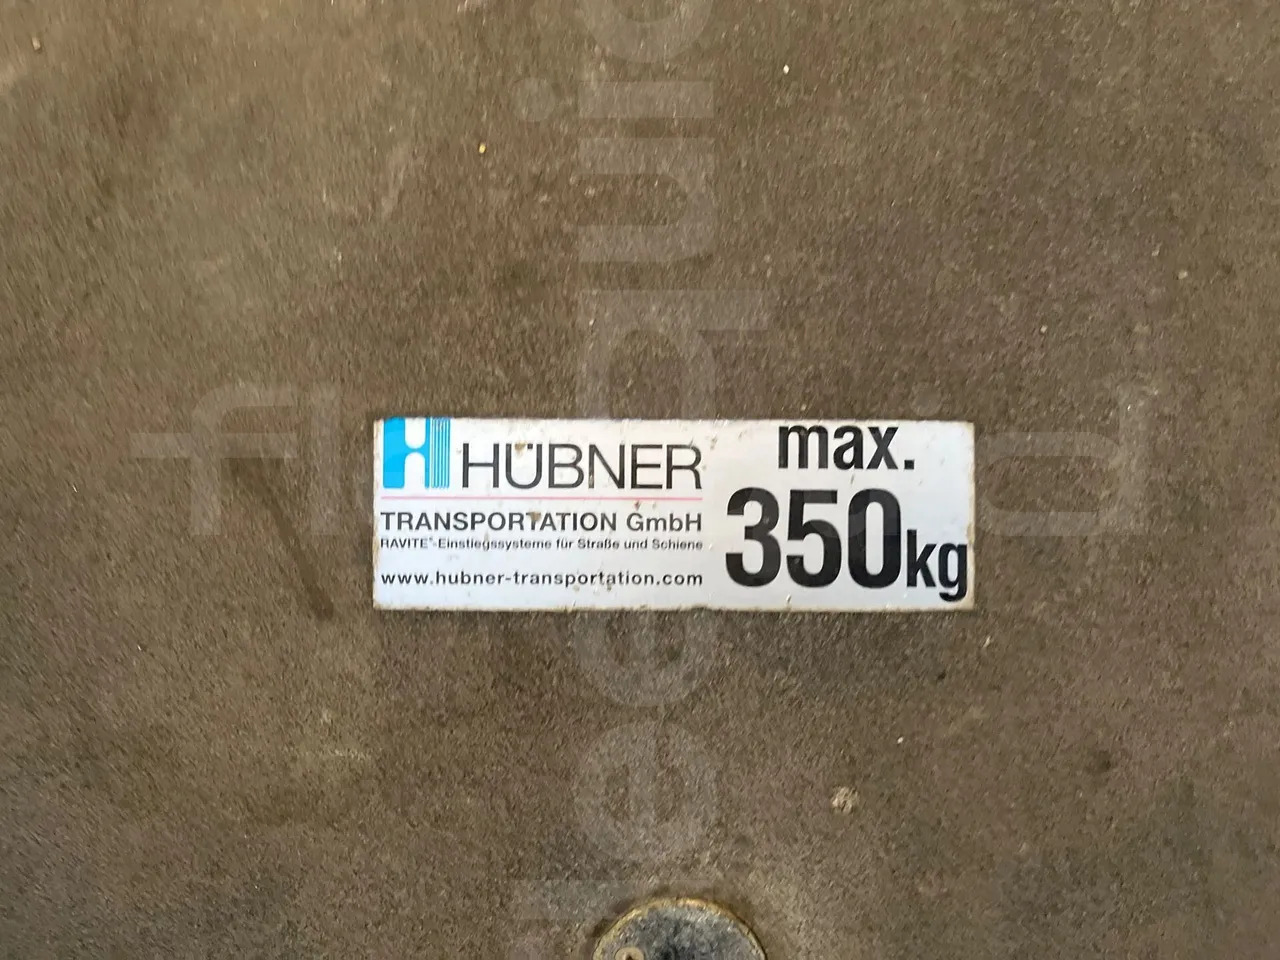 HÜBNER
TRANSPORTATION GmbH
RAVITE®-Einstiegssysteme für Straße und Schiene
www.hubner-transportation.com
max.
350kg